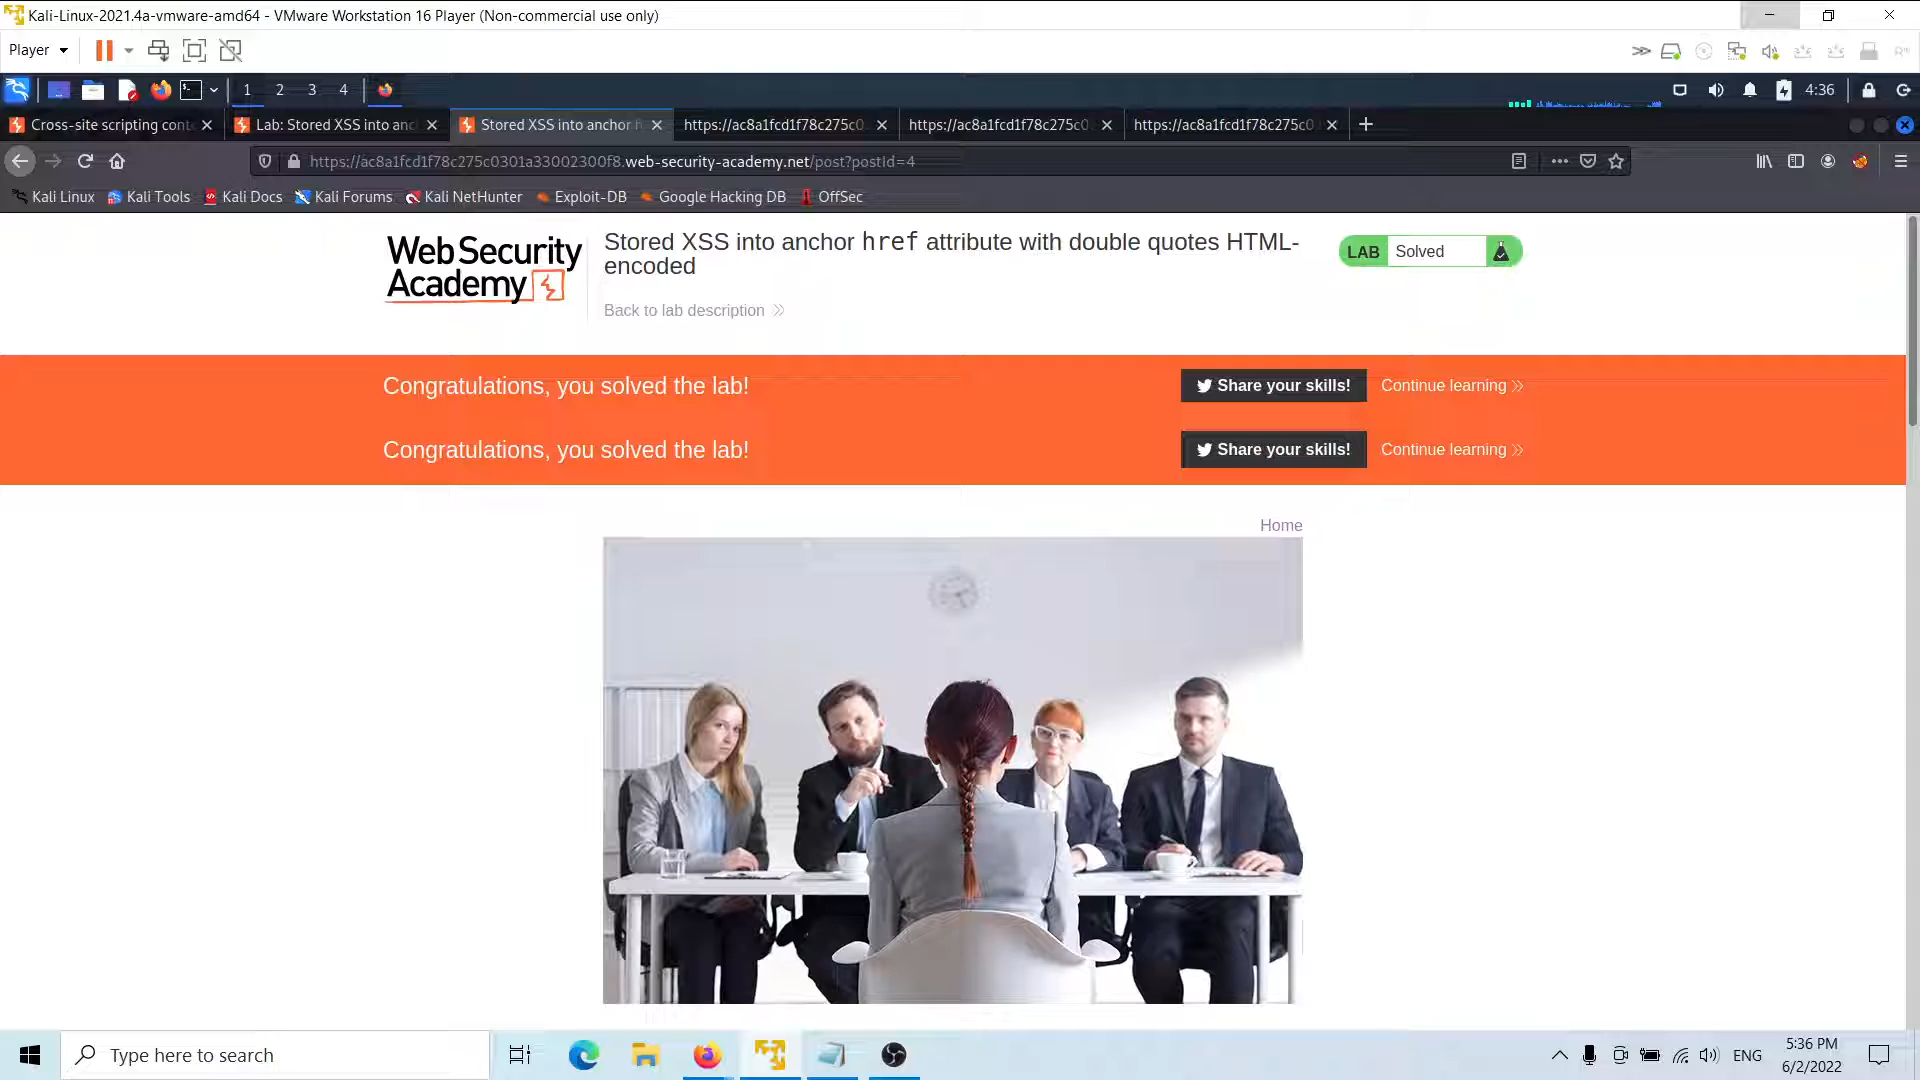 Kali-Linux-2021.4a-vmware-amd64 - VMware Workstation 16 Player (Non-commercial use only)
Player
1 2 3 4
4:36
Cross-site scripting cont
Lab: Stored XSS into anc
Stored XSS into anchor h
https://ac8a1fcd1f78c275c0
https://ac8a1fcd1f78c275c0
https://ac8a1fcd1f78c275c0
https://ac8a1fcd1f78c275c0301a33002300f8.web-security-academy.net/post?postId=4
Kali Linux Kali Tools Kali Docs Kali Forums Kali NetHunter Exploit-DB Google Hacking DB OffSec
Web Security
Academy
Stored XSS into anchor href attribute with double quotes HTML-
encoded
LAB Solved
Back to lab description
Congratulations, you solved the lab!
Share your skills! Continue learning
Congratulations, you solved the lab!
Share your skills! Continue learning
Home
Type here to search
ENG
5:36 PM
6/2/2022